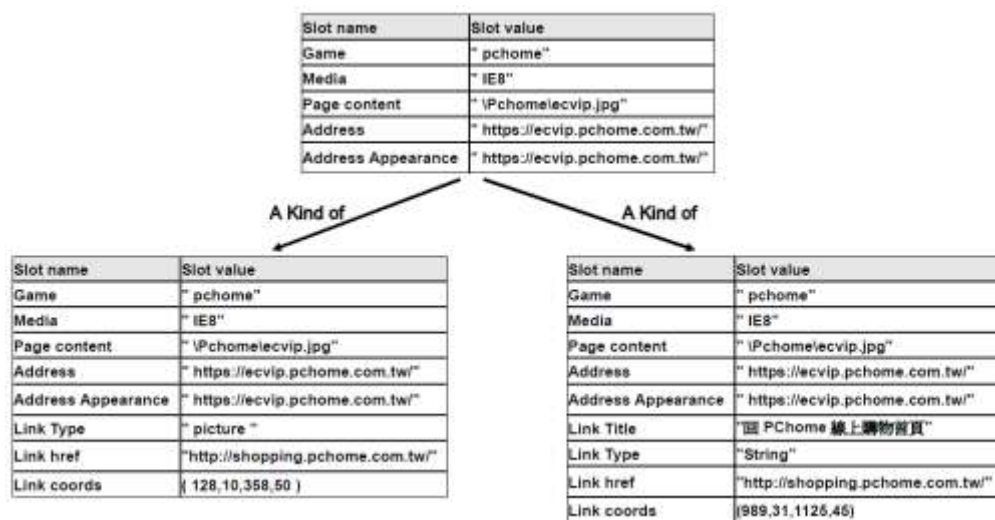 Slot name Slot value
Game " pchome"
Media " IE8"
Page content " \Pchome\ecvip.jpg"
Address " https://ecvip.pchome.com.tw/"
Address Appearance " https://ecvip.pchome.com.tw/"
A Kind of A Kind of
Slot name Slot value
Game " pchome"
Media " IE8"
Page content " \Pchome\ecvip.jpg"
Address " https://ecvip.pchome.com.tw/"
Address Appearance " https://ecvip.pchome.com.tw/"
Link Type " picture "
Link href "http://shopping.pchome.com.tw/"
Link coords ( 128,10,358,50 )
Slot name Slot value
Game " pchome"
Media " IE8"
Page content " \Pchome\ecvip.jpg"
Address " https://ecvip.pchome.com.tw/"
Address Appearance " https://ecvip.pchome.com.tw/"
Link Title "回 PChome 線上購物首頁"
Link Type "String"
Link href "http://shopping.pchome.com.tw/"
Link coords (989,31,1125,45)